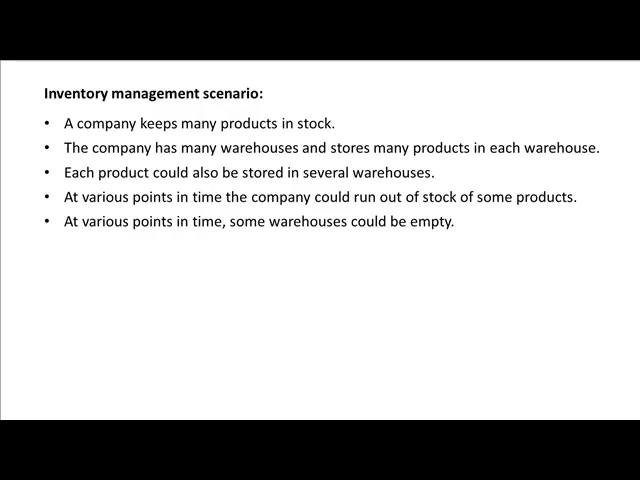 Inventory management scenario:
• A company keeps many products in stock.
• The company has many warehouses and stores many products in each warehouse.
• Each product could also be stored in several warehouses.
• At various points in time the company could run out of stock of some products.
• At various points in time, some warehouses could be empty.